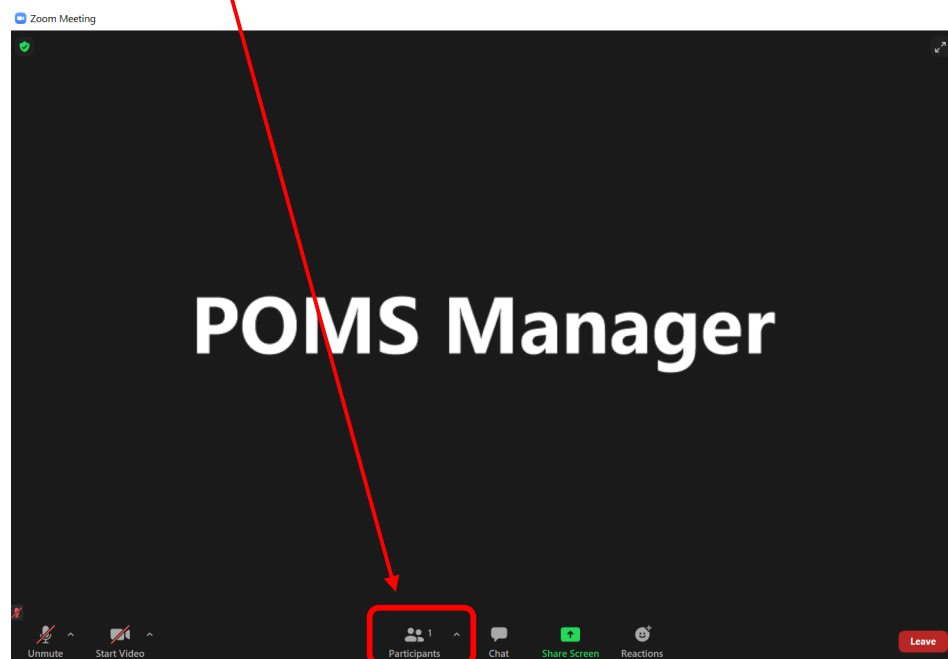 Zoom Meeting
POMS Manager
1
Unmute Start Video Participants Chat Share Screen Reactions Leave